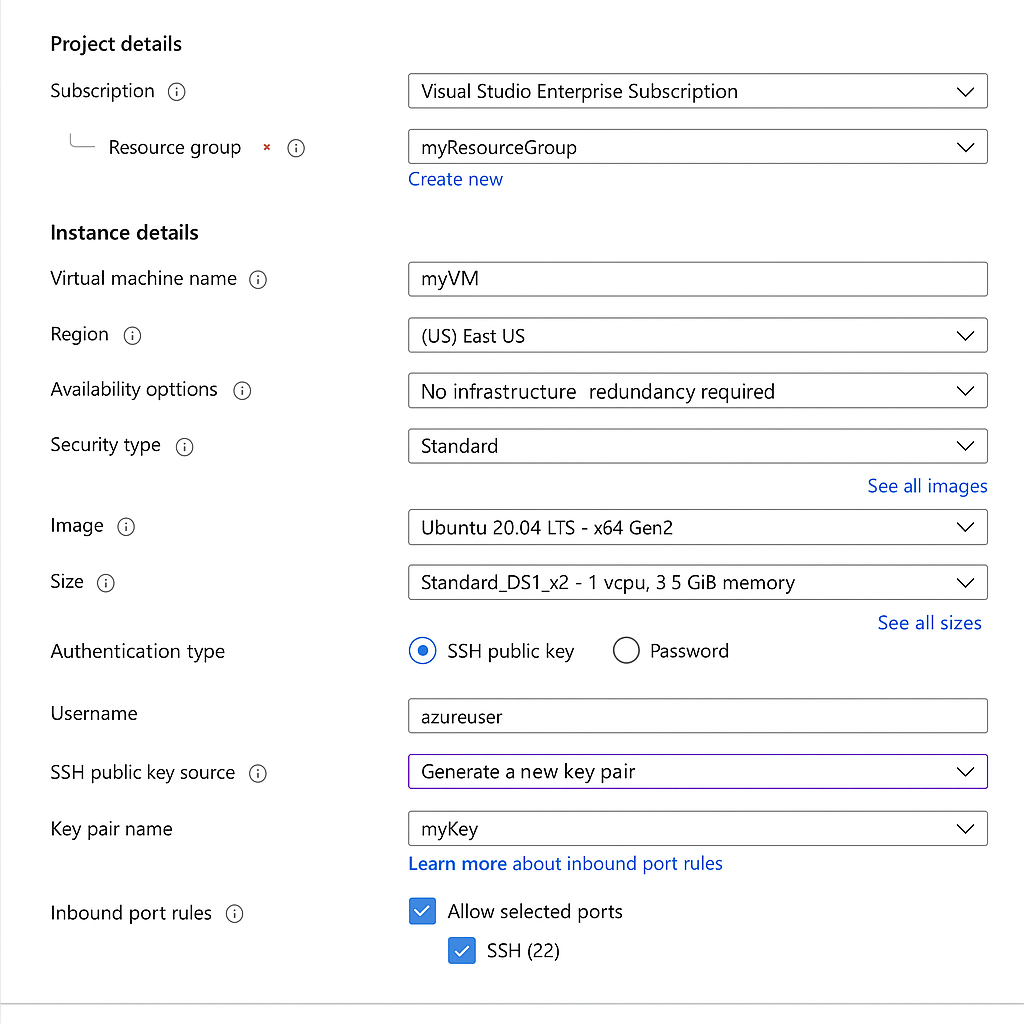 Project details
Subscription
Visual Studio Enterprise Subscription
Resource group ×
myResourceGroup
Create new
Instance details
Virtual machine name
myVM
Region
(US) East US
Availability opttions
No infrastructure redundancy required
Security type
Standard
See all images
Image
Ubuntu 20.04 LTS - x64 Gen2
Size
Standard_DS1_x2 - 1 vcpu, 3 5 GiB memory
See all sizes
Authentication type
SSH public key
Password
Username
azureuser
SSH public key source
Generate a new key pair
Key pair name
myKey
Learn more about inbound port rules
Inbound port rules
Allow selected ports
SSH (22)